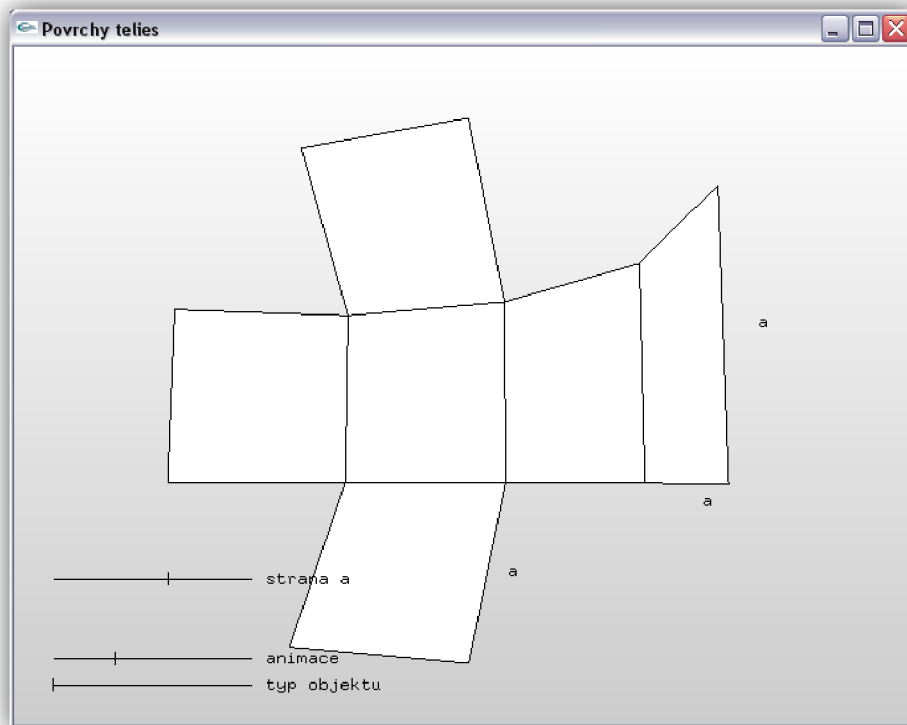 Povrchy telies
a
a
a
strana a
animace
typ objektu